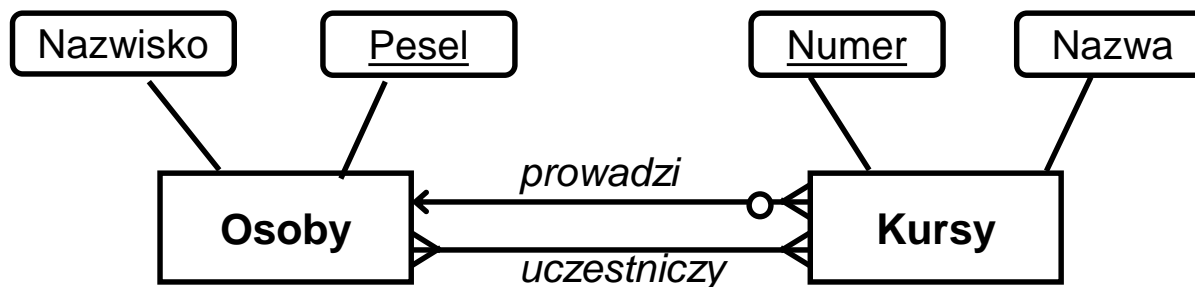 Nazwisko
Pesel
Numer
Nazwa
prowadzi
Osoby
Kursy
uczestniczy